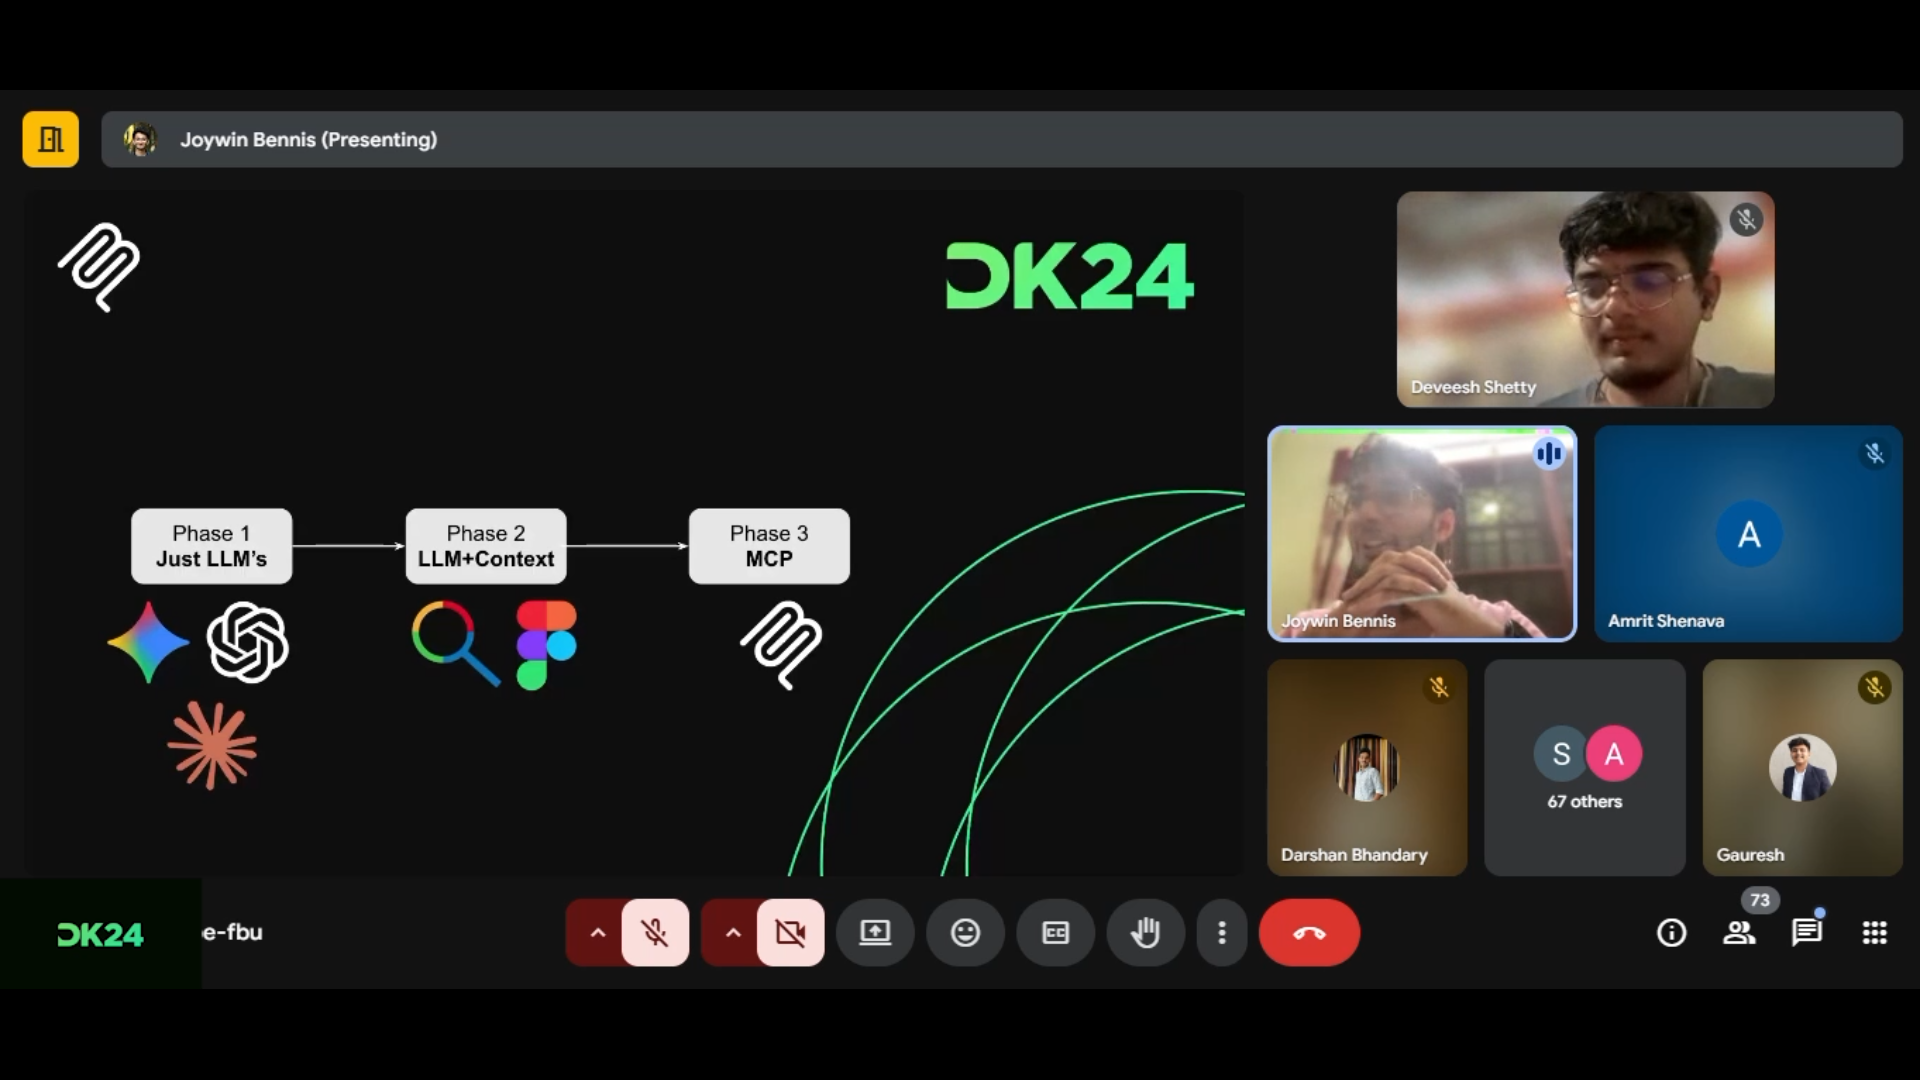 Joywin Bennis (Presenting)
DK24
Phase 1
Just LLM's
Phase 2
LLM+Context
Phase 3
MCP
Deveesh Shetty
Joywin Bennis
A
Amrit Shenava
Darshan Bhandary
S
A
67 others
Gauresh
DK24
e-fbu
CC
73